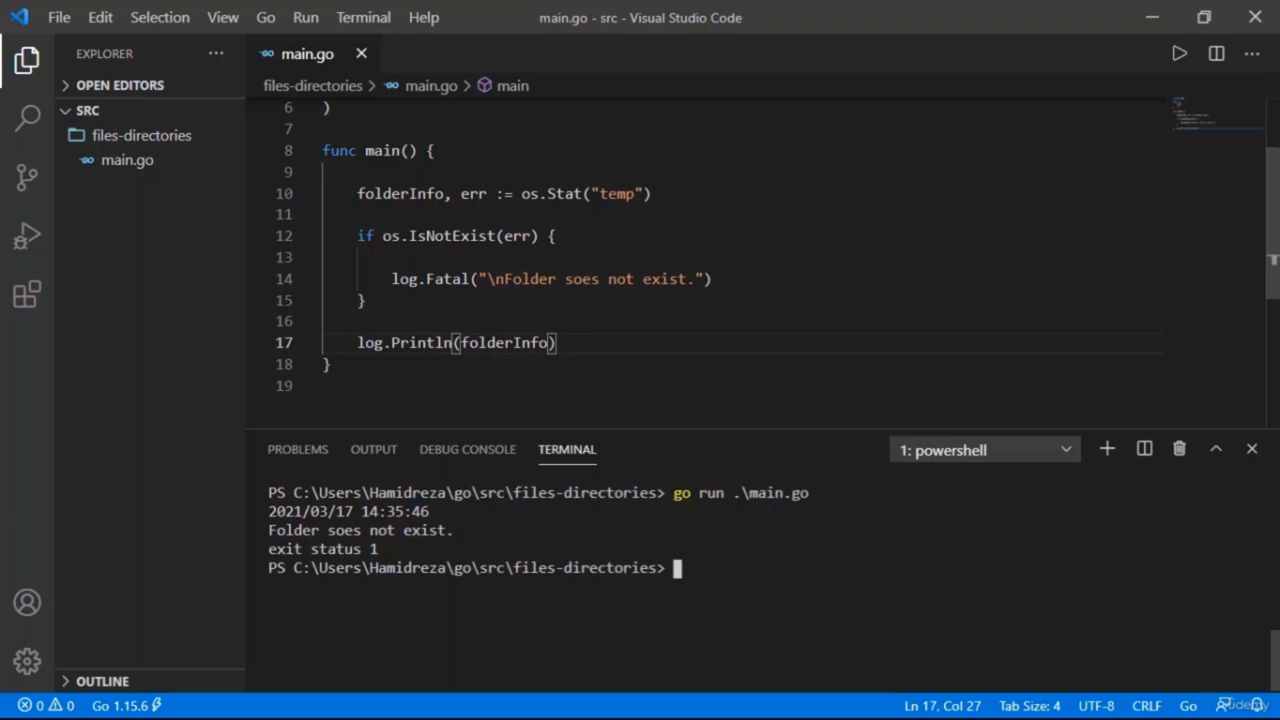 File Edit Selection View Go Run Terminal Help main.go - src - Visual Studio Code
EXPLORER ··· main.go
OPEN EDITORS files-directories > main.go > main
SRC
files-directories
main.go
6 )
7
8 func main() {
9
10 folderInfo, err := os.Stat("temp")
11
12 if os.IsNotExist(err) {
13
14 log.Fatal("\nFolder soes not exist.")
15 }
16
17 log.Println(folderInfo)
18 }
19
PROBLEMS OUTPUT DEBUG CONSOLE TERMINAL 1: powershell
PS C:\Users\Hamidreza\go\src\files-directories> go run .\main.go
2021/03/17 14:35:46
Folder soes not exist.
exit status 1
PS C:\Users\Hamidreza\go\src\files-directories>
OUTLINE
0 0 Go 1.15.6 Ln 17, Col 27 Tab Size: 4 UTF-8 CRLF Go